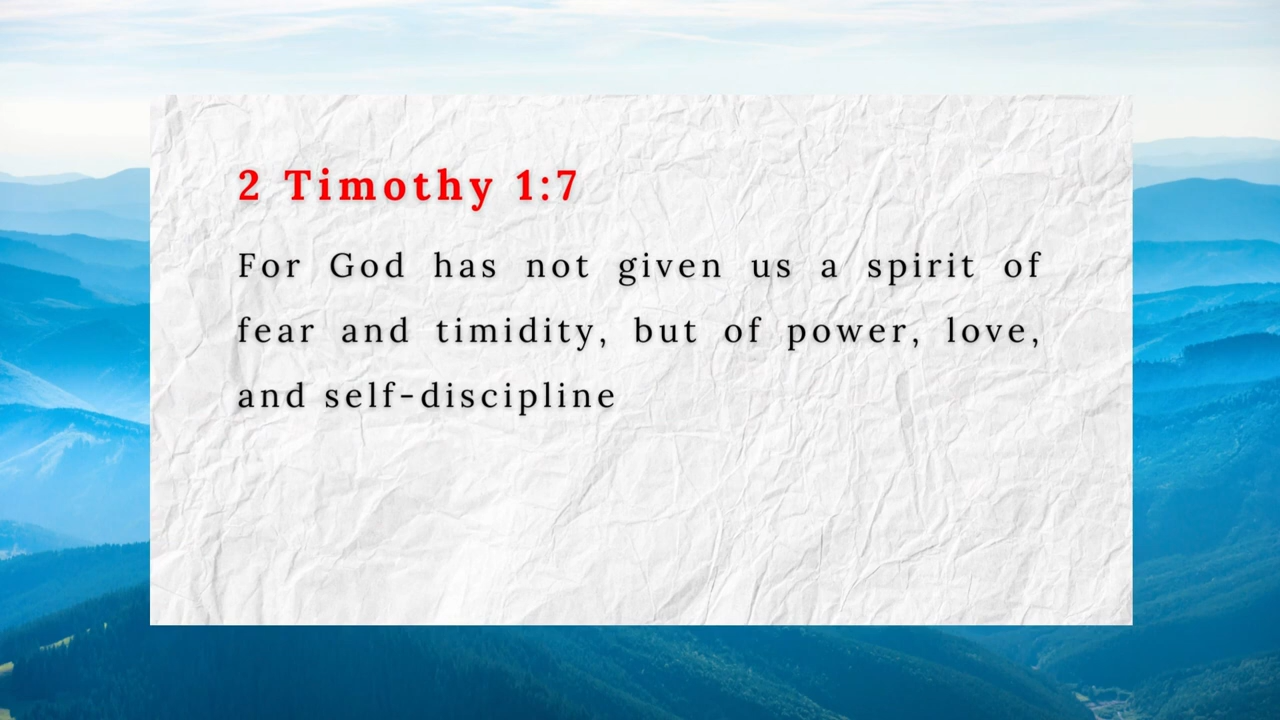 2 Timothy 1:7
For God has not given us a spirit of
fear and timidity, but of power, love,
and self-discipline